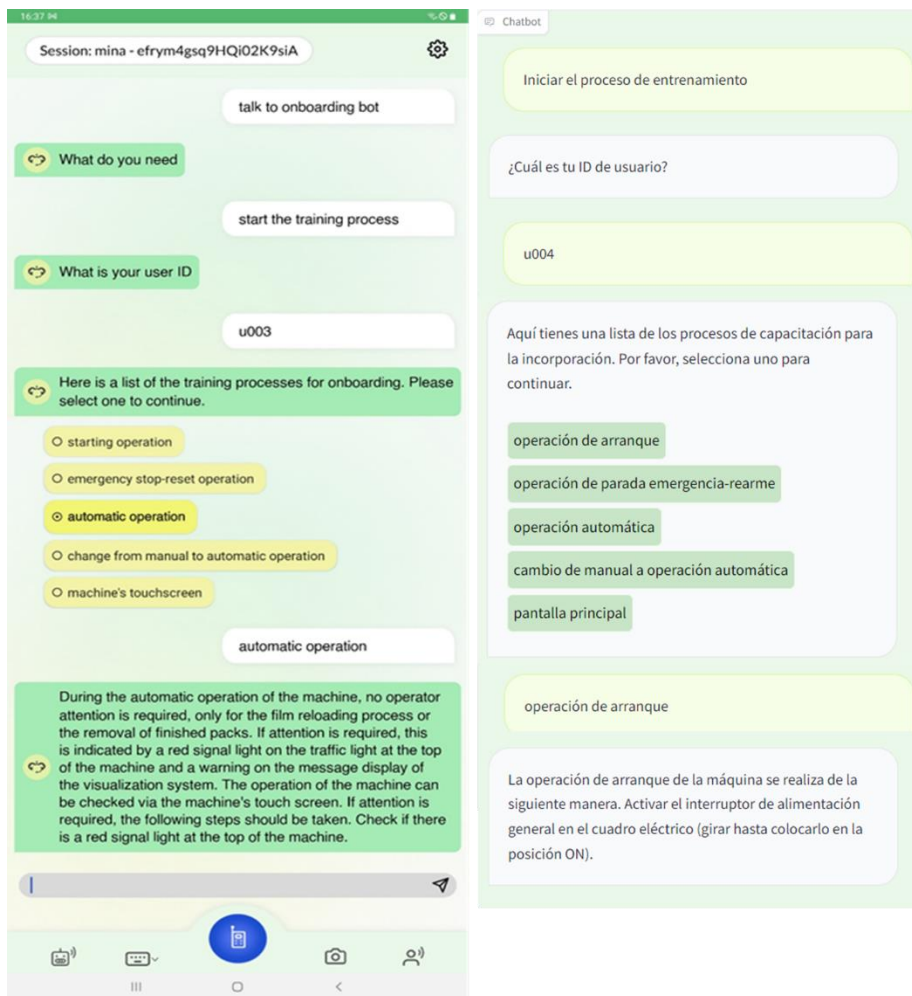 16:37
Session: mina - efrym4gsq9HQi02K9siA
talk to onboarding bot
What do you need
start the training process
What is your user ID
u003
Here is a list of the training processes for onboarding. Please
select one to continue.
starting operation
emergency stop-reset operation
automatic operation
change from manual to automatic operation
machine's touchscreen
automatic operation
During the automatic operation of the machine, no operator
attention is required, only for the film reloading process or
the removal of finished packs. If attention is required, this
is indicated by a red signal light on the traffic light at the top
of the machine and a warning on the message display of
the visualization system. The operation of the machine can
be checked via the machine's touch screen. If attention is
required, the following steps should be taken. Check if there
is a red signal light at the top of the machine.
Chatbot
Iniciar el proceso de entrenamiento
¿Cuál es tu ID de usuario?
u004
Aquí tienes una lista de los procesos de capacitación para
la incorporación. Por favor, selecciona uno para
continuar.
operación de arranque
operación de parada emergencia-rearme
operación automática
cambio de manual a operación automática
pantalla principal
operación de arranque
La operación de arranque de la máquina se realiza de la
siguiente manera. Activar el interruptor de alimentación
general en el cuadro eléctrico (girar hasta colocarlo en la
posición ON).